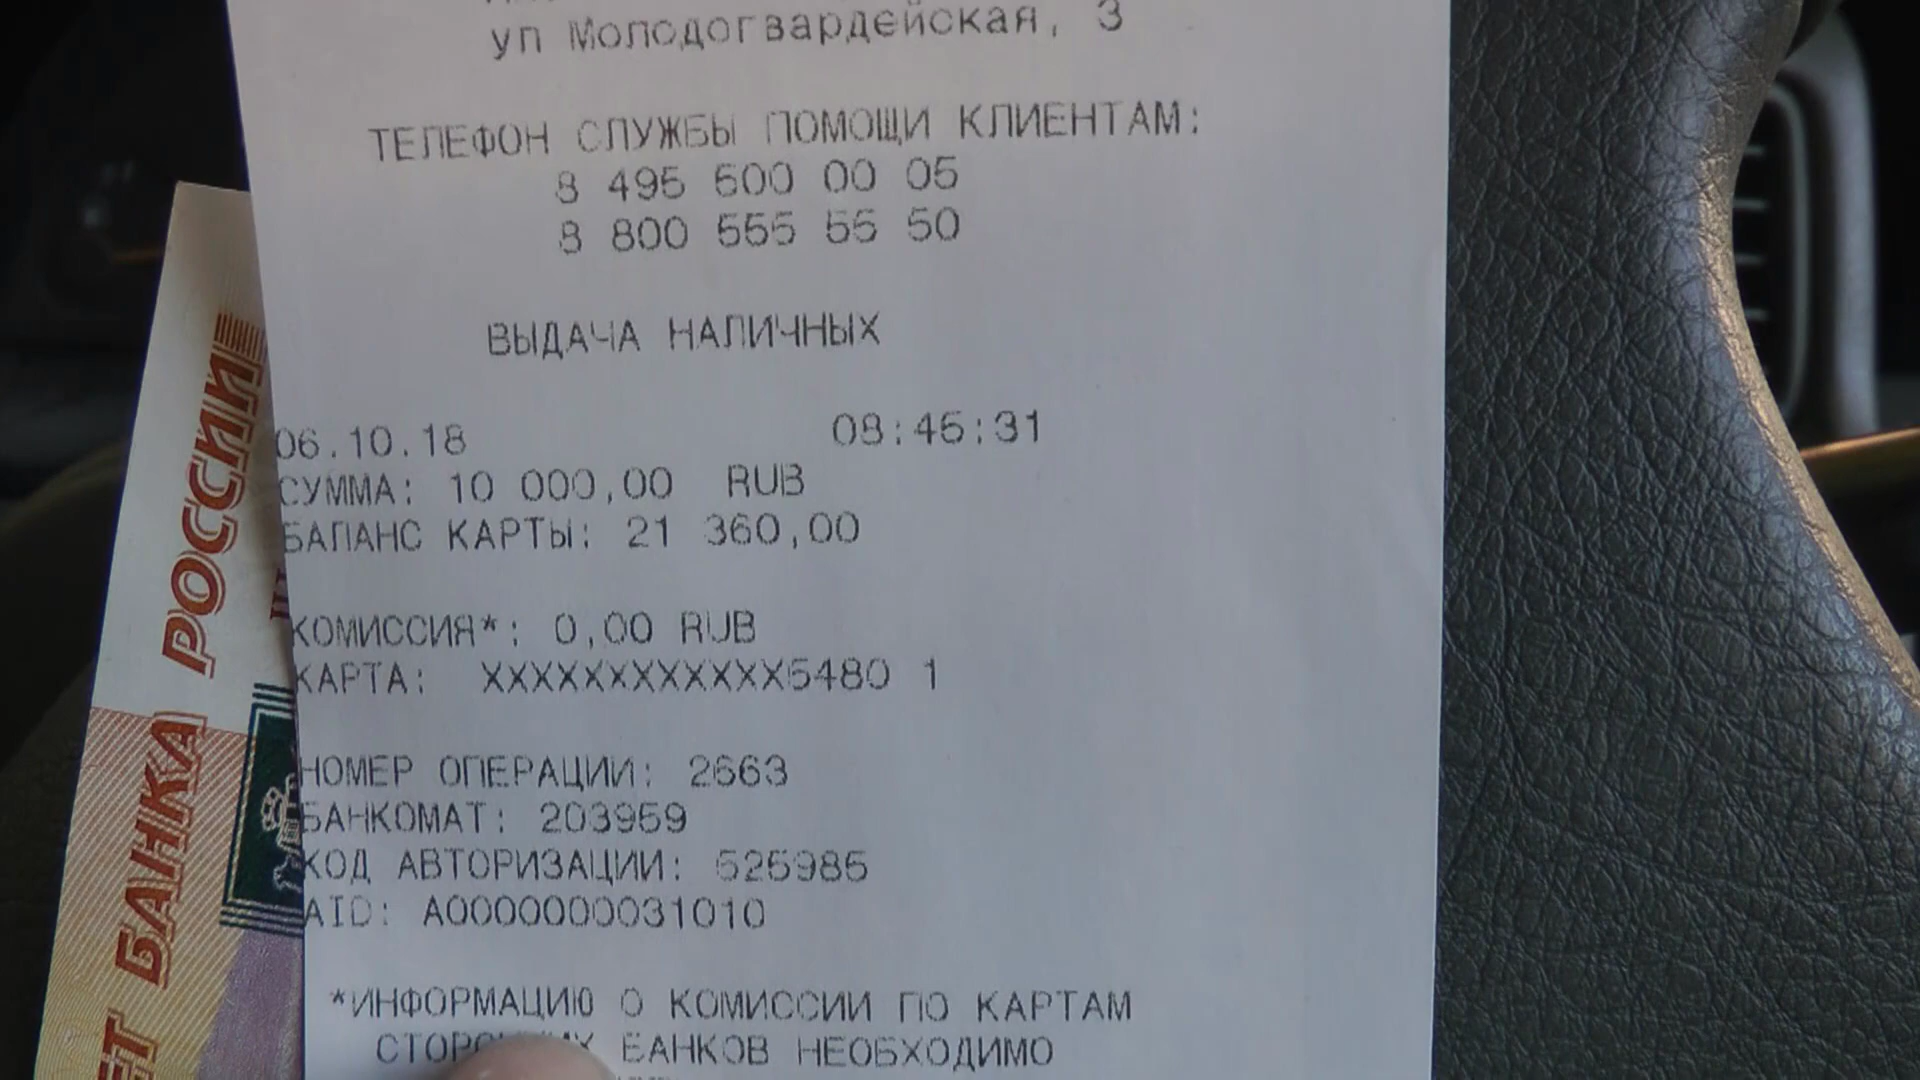 ул Молодогвардейская, 3
ТЕЛЕФОН СЛУЖБЫ ПОМОЩИ КЛИЕНТАМ:
8 495 500 00 05
8 800 555 55 50
ВЫДАЧА НАЛИЧНЫХ
06.10.18 08:45:31
СУММА: 10 000,00 RUB
БАЛАНС КАРТЫ: 21 360,00
КОМИССИЯ*: 0,00 RUB
КАРТА: XXXXXXXXXXXX5480 1
НОМЕР ОПЕРАЦИИ: 2663
БАНКОМАТ: 203959
КОД АВТОРИЗАЦИИ: 525985
AID: A0000000031010
*ИНФОРМАЦИЮ О КОМИССИИ ПО КАРТАМ
БАНКОВ НЕОБХОДИМО
БАНКА РОССИИ